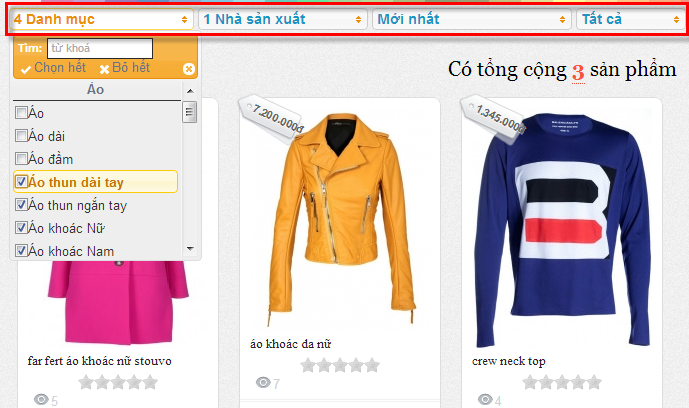 4 Danh mục
1 Nhà sản xuất
Mới nhất
Tất cả
Tìm: từ khoá
Chọn hết Bỏ hết
Áo
Áo
Áo dài
Áo đầm
Áo thun dài tay
Áo thun ngắn tay
Áo khoác Nữ
Áo khoác Nam
Có tổng cộng 3 sản phẩm
7.200.000đ
1.345.000đ
far fert áo khoác nữ stouvo
5
áo khoác da nữ
7
crew neck top
4